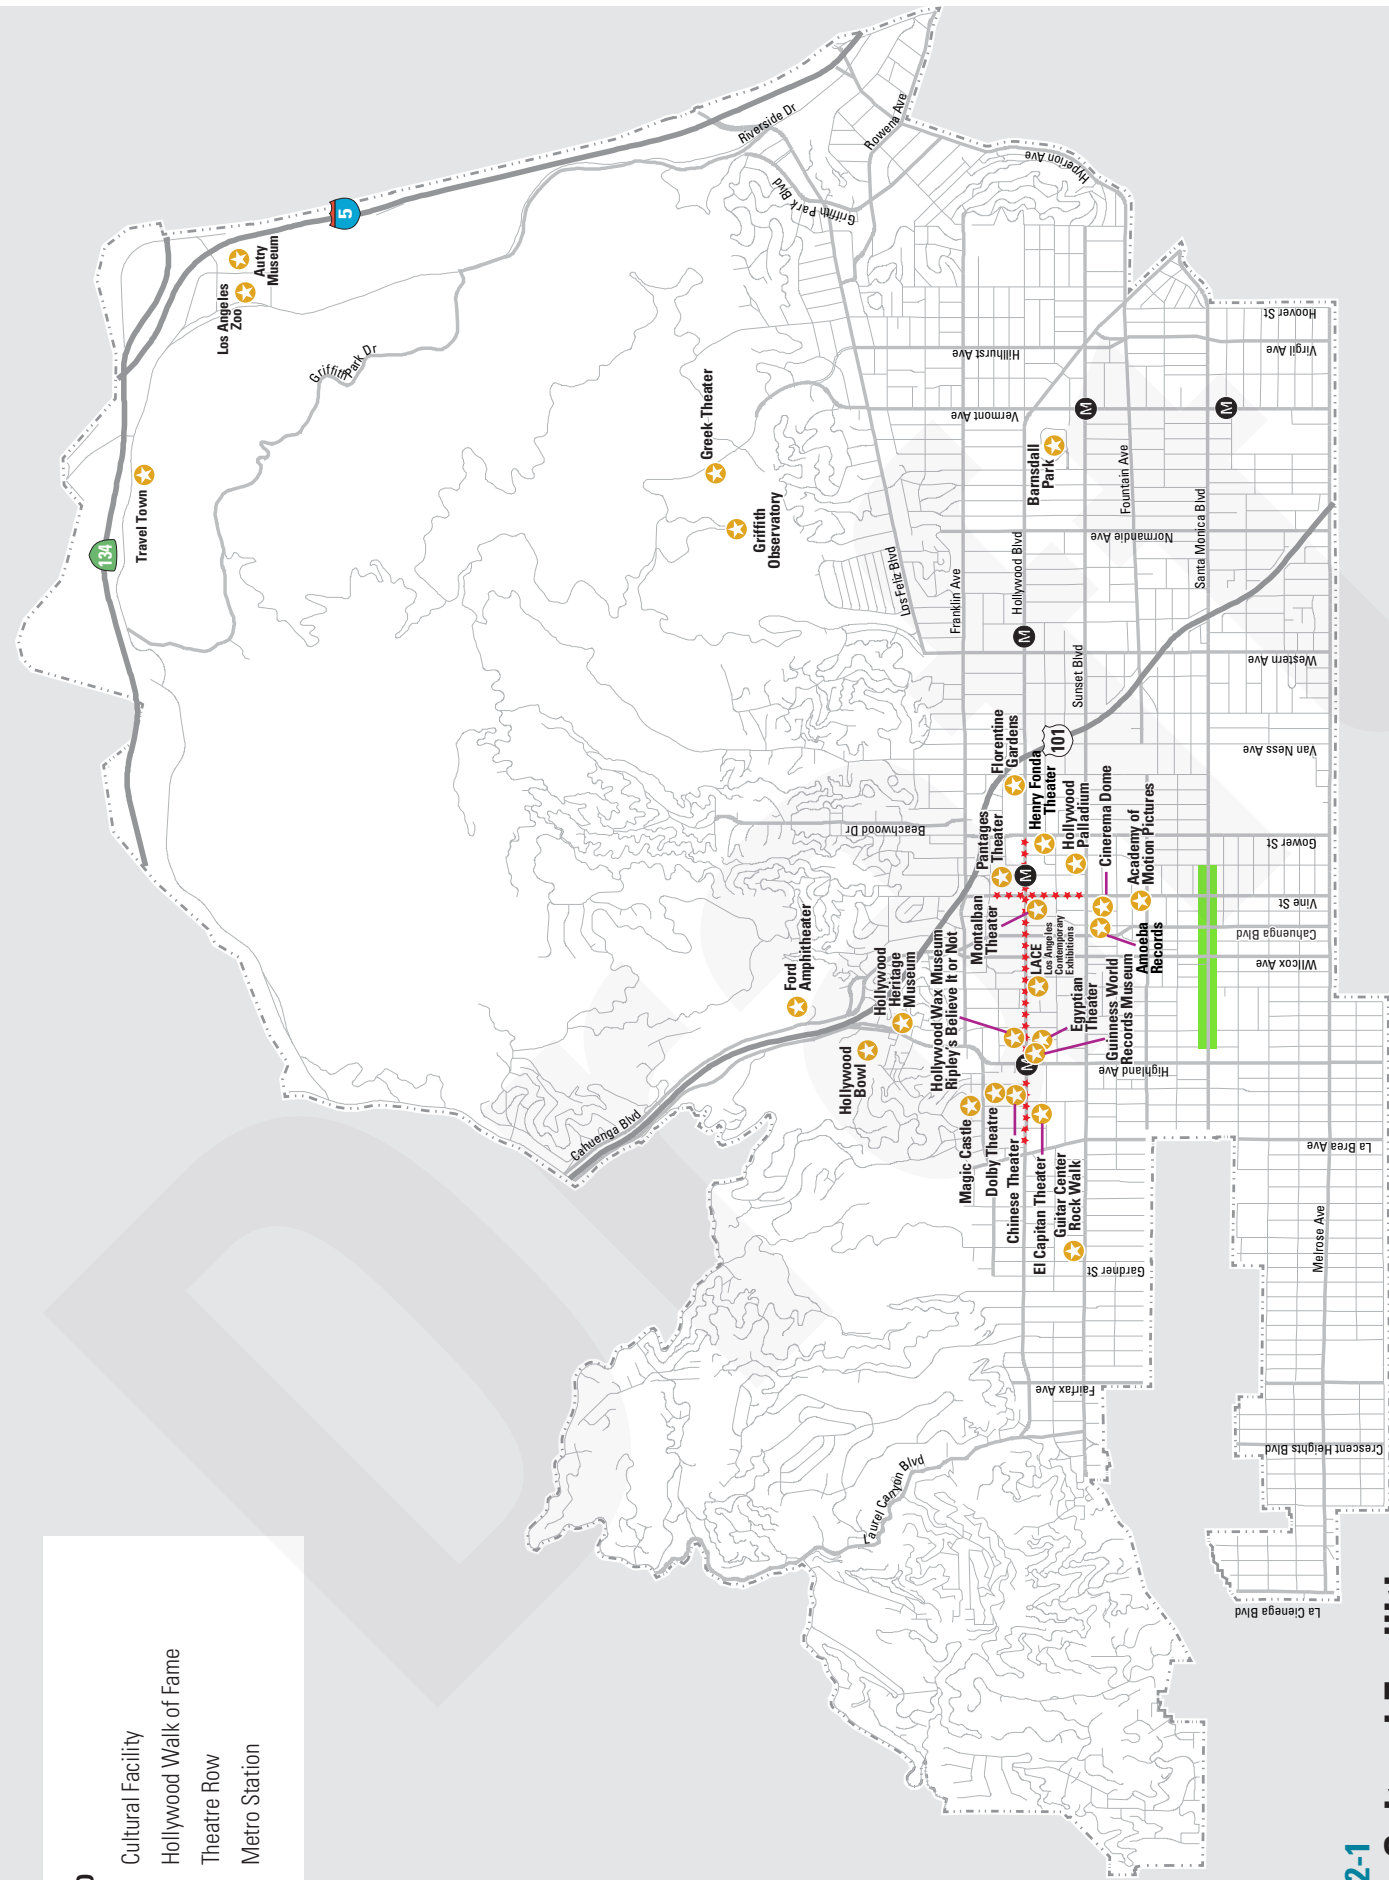 Cultural Facility
Hollywood Walk of Fame
Theatre Row
Metro Station
2-1
134
5
101
Travel Town
Los Angeles
Zoo
Autry
Museum
Griffith Park Dr
Riverside Dr
Griffith Park Blvd
Rowena Ave
Hyperion Ave
Greek Theater
Griffith
Observatory
Los Feliz Blvd
Franklin Ave
Hollywood Blvd
Sunset Blvd
Fountain Ave
Santa Monica Blvd
Melrose Ave
Hoover St
Virgil Ave
Hillhurst Ave
Vermont Ave
Normandie Ave
Western Ave
Van Ness Ave
Gower St
Vine St
Cahuenga Blvd
Wilcox Ave
Highland Ave
La Brea Ave
Gardner St
Fairfax Ave
Crescent Heights Blvd
La Cienega Blvd
Laurel Canyon Blvd
Cahuenga Blvd
Beachwood Dr
Barnsdall
Park
M
M
M
M
M
Florentine
Gardens
Henry Fonda
Theater
Pantages
Theater
Hollywood
Palladium
Cinerema Dome
Academy of
Motion Pictures
Montalban
Theater
LACE
Los Angeles
Contemporary
Exhibitions
Amoeba
Records
Ford
Amphitheater
Hollywood
Heritage
Museum
Hollywood
Bowl
Hollywood Wax Museum
Ripley's Believe It or Not
Egyptian
Theater
Guinness World
Records Museum
Magic Castle
Dolby Theatre
Chinese Theater
El Capitan Theater
Guitar Center
Rock Walk